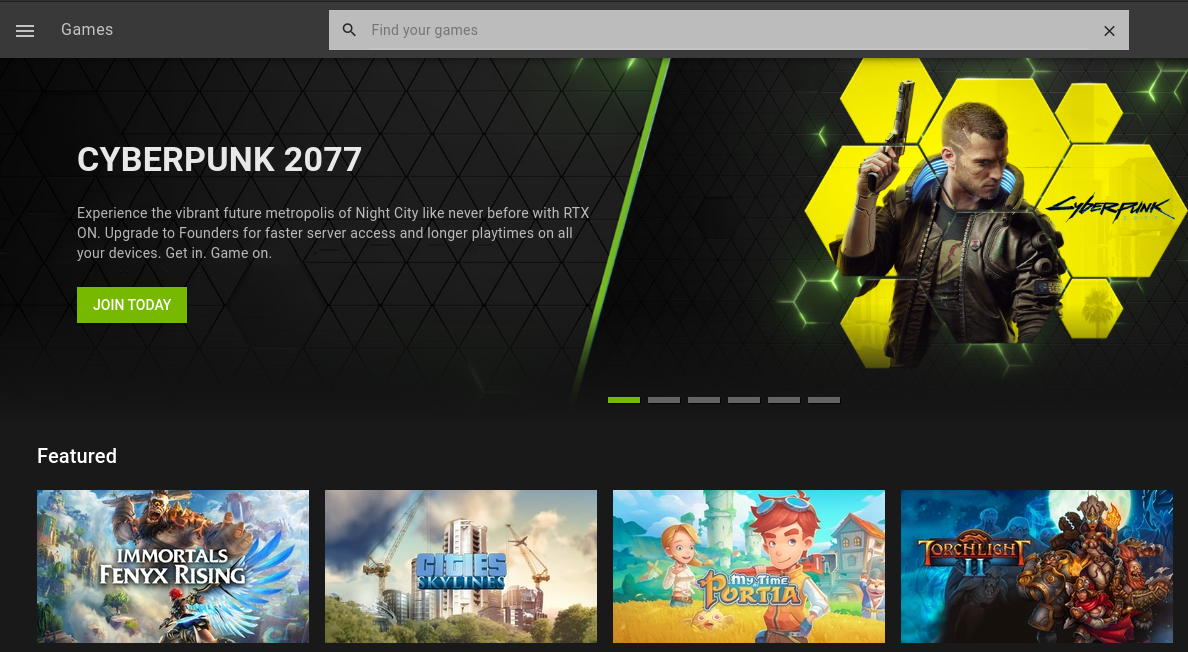 Games
Find your games
CYBERPUNK 2077
Experience the vibrant future metropolis of Night City like never before with RTX
ON. Upgrade to Founders for faster server access and longer playtimes on all
your devices. Get in. Game on.
JOIN TODAY
Cyberpunk
Featured
IMMORTALS
FENYX RISING
CITIES
SKYLINES
My Time
PORTIA
TORCHLIGHT
II